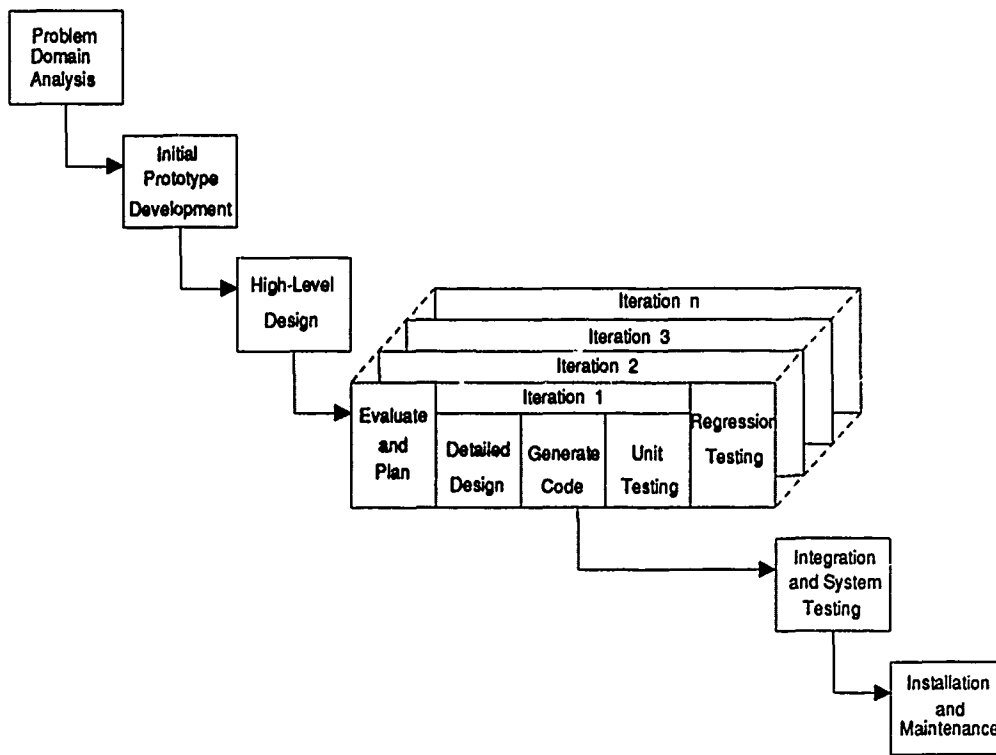 Problem
Domain
Analysis
Initial
Prototype
Development
High-Level
Design
Iteration n
Iteration 3
Iteration 2
Iteration 1
Evaluate
and
Plan
Detailed
Design
Generate
Code
Unit
Testing
Regression
Testing
Integration
and System
Testing
Installation
and
Maintenance